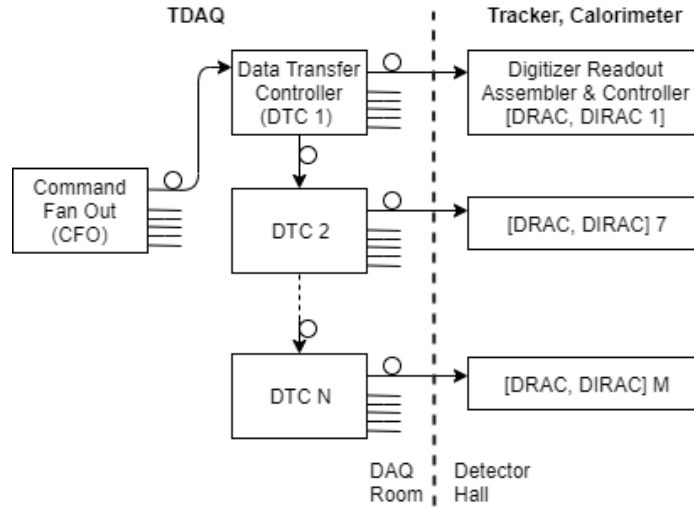 TDAQ
Tracker, Calorimeter
Data Transfer
Controller
(DTC 1)
Digitizer Readout
Assembler & Controller
[DRAC, DIRAC 1]
Command
Fan Out
(CFO)
DTC 2
[DRAC, DIRAC] 7
DTC N
[DRAC, DIRAC] M
DAQ
Room
Detector
Hall